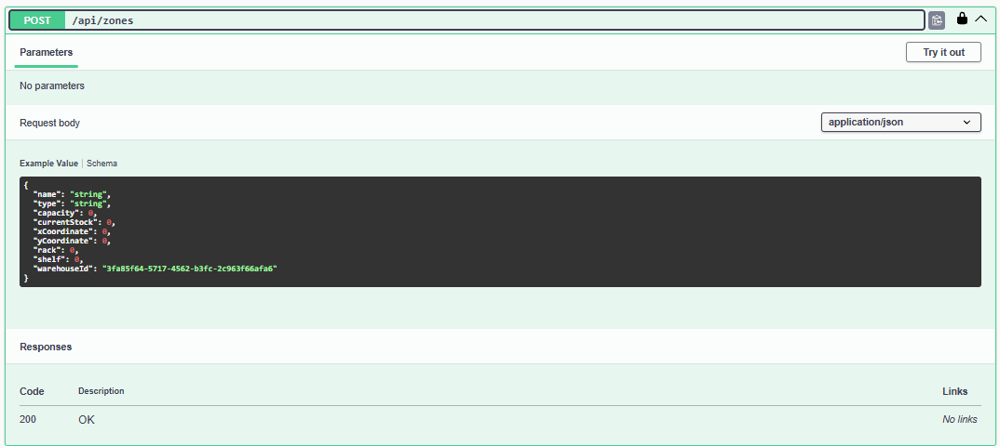 POST /api/zones
Parameters Try it out
No parameters
Request body application/json
Example Value | Schema
{
"name": "string",
"type": "string",
"capacity": 0,
"currentStock": 0,
"xCoordinate": 0,
"yCoordinate": 0,
"rack": 0,
"shelf": 0,
"warehouseId": "3fa85f64-5717-4562-b3fc-2c963f66afa6"
}
Responses
Code Description Links
200 OK No links